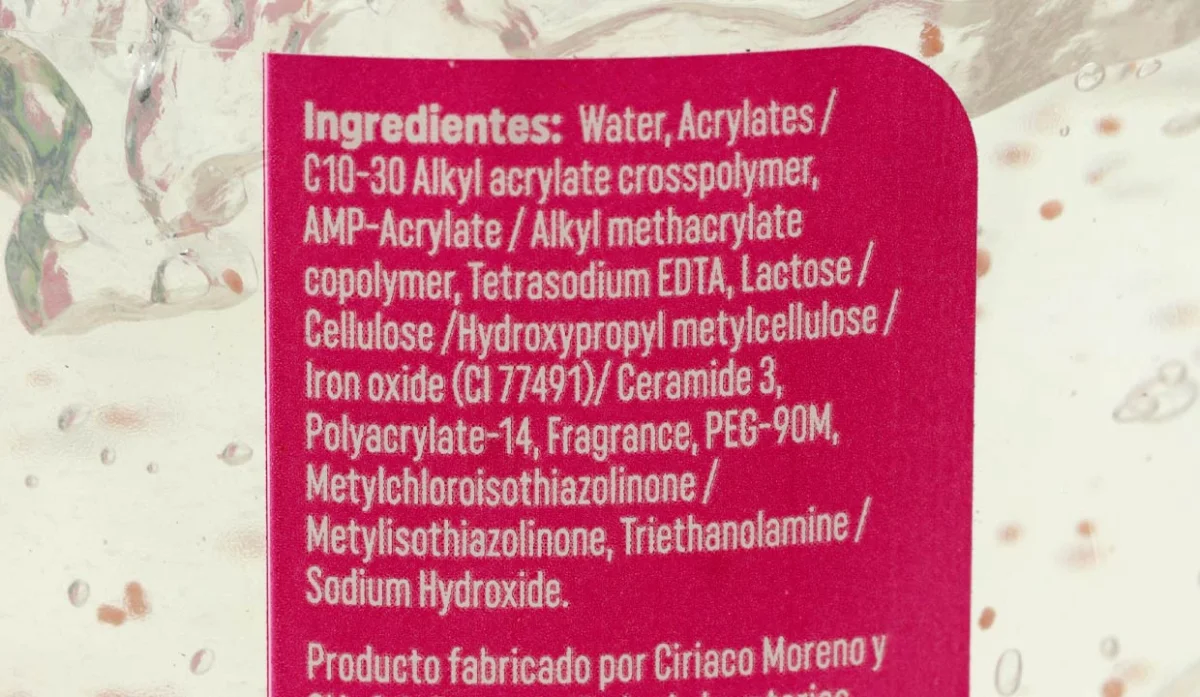 Ingredientes: Water, Acrylates /
C10-30 Alkyl acrylate crosspolymer,
AMP-Acrylate / Alkyl methacrylate
copolymer, Tetrasodium EDTA, Lactose /
Cellulose /Hydroxypropyl metylcellulose /
Iron oxide (CI 77491)/ Ceramide 3,
Polyacrylate-14, Fragrance, PEG-90M,
Metylchloroisothiazolinone /
Metylisothiazolinone, Triethanolamine /
Sodium Hydroxide.
Producto fabricado por Ciriaco Moreno y